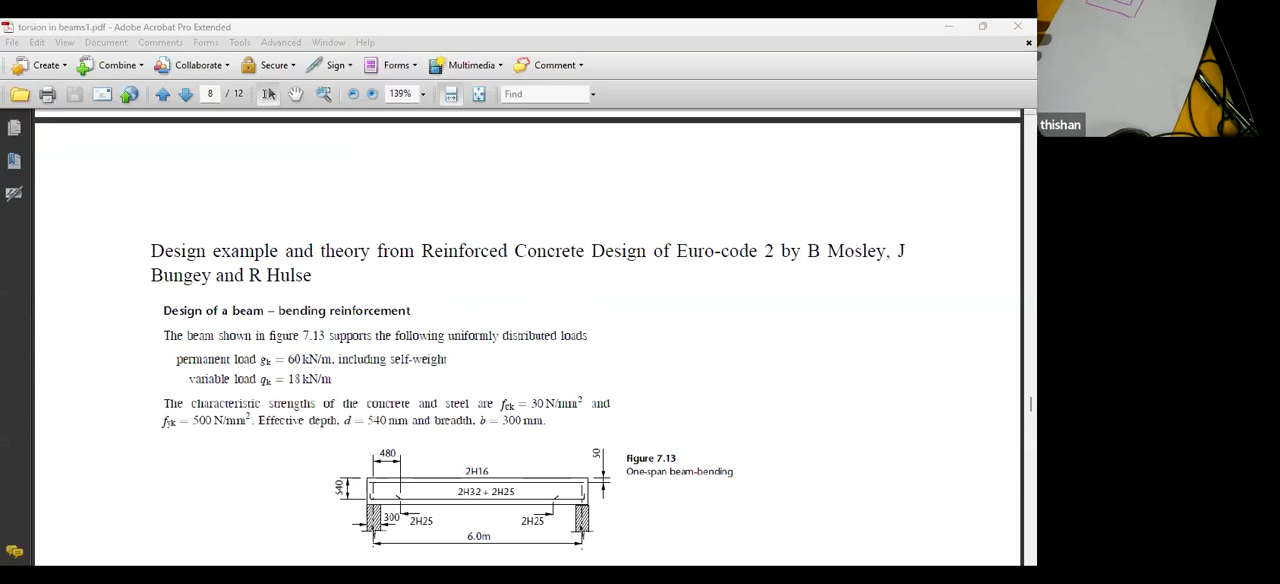 torsion in beams1.pdf - Adobe Acrobat Pro Extended
File Edit View Document Comments Forms Tools Advanced Window Help
Create Combine Collaborate Secure Sign Forms Multimedia Comment
8 / 12 139% Find
thishan
Design example and theory from Reinforced Concrete Design of Euro-code 2 by B Mosley, J
Bungey and R Hulse
Design of a beam – bending reinforcement
The beam shown in figure 7.13 supports the following uniformly distributed loads
permanent load gk = 60 kN/m, including self-weight
variable load qk = 18 kN/m
The characteristic strengths of the concrete and steel are fck = 30 N/mm² and
fyk = 500 N/mm². Effective depth, d = 540 mm and breadth, b = 300 mm.
480
50
Figure 7.13
2H16
One-span beam-bending
540
2H32 + 2H25
300
2H25
2H25
6.0m